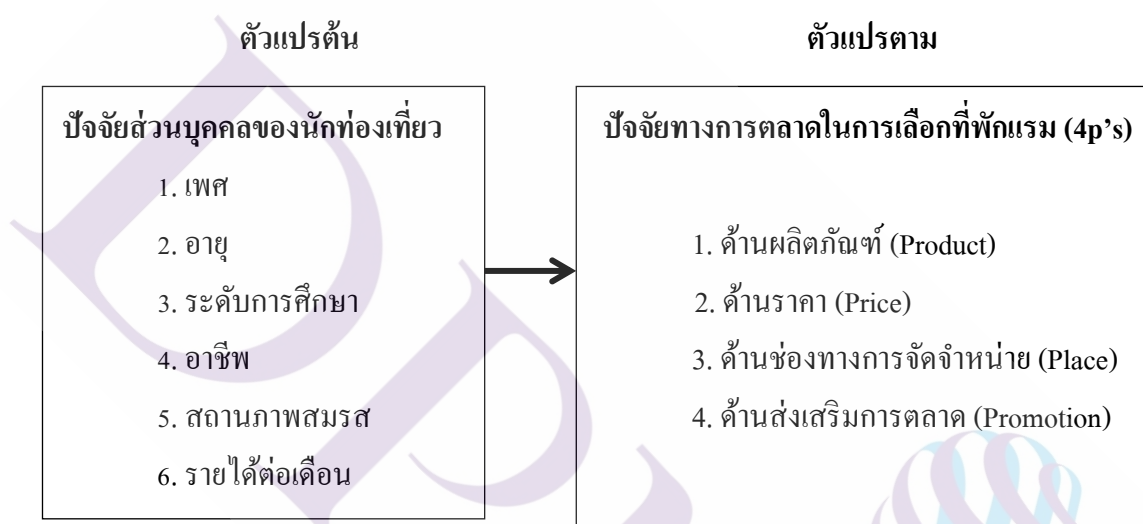 ตัวแปรต้น
ตัวแปรตาม
ปัจจัยส่วนบุคคลของนักท่องเที่ยว
1. เพศ
2. อายุ
3. ระดับการศึกษา
4. อาชีพ
5. สถานภาพสมรส
6. รายได้ต่อเดือน
ปัจจัยทางการตลาดในการเลือกที่พักแรม (4p’s)
1. ด้านผลิตภัณฑ์ (Product)
2. ด้านราคา (Price)
3. ด้านช่องทางการจัดจำหน่าย (Place)
4. ด้านส่งเสริมการตลาด (Promotion)